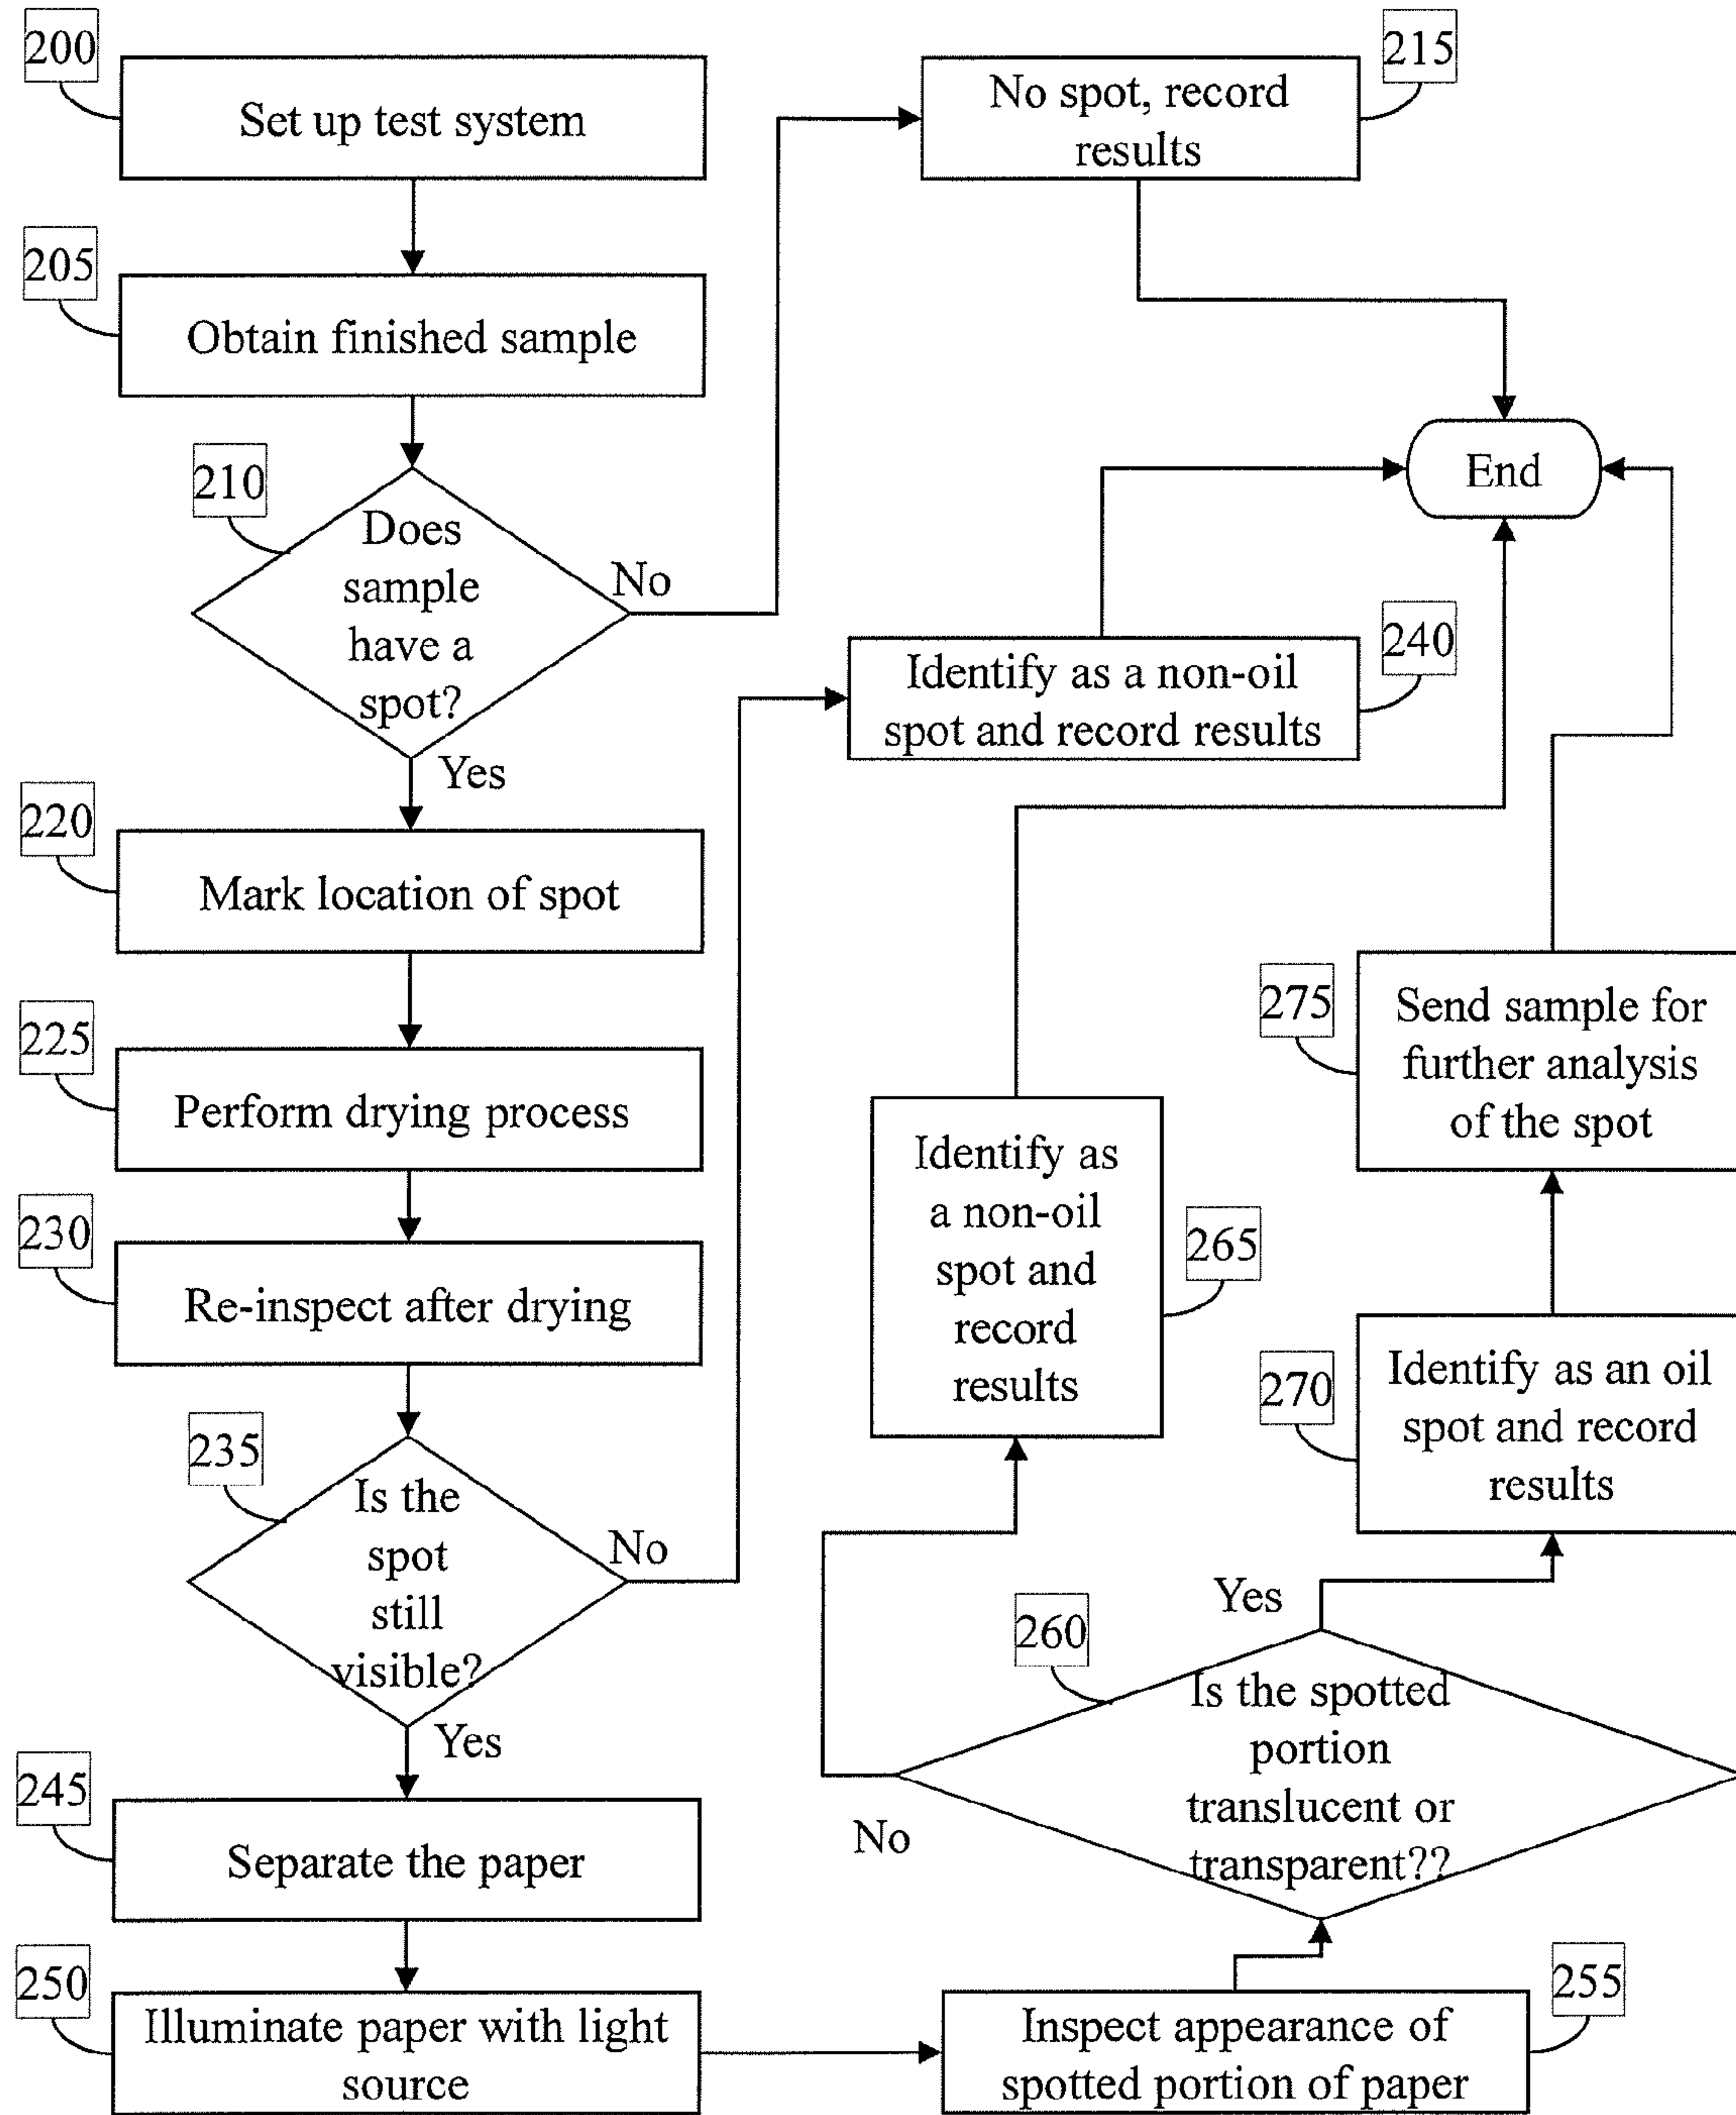 200
Set up test system
205
Obtain finished sample
210
Does
sample
have a
spot?
No
Yes
215
No spot, record
results
End
220
Mark location of spot
225
Perform drying process
230
Re-inspect after drying
235
Is the
spot
still
visible?
No
Yes
240
Identify as a non-oil
spot and record results
245
Separate the paper
250
Illuminate paper with light
source
255
Inspect appearance of
spotted portion of paper
260
Is the spotted
portion
translucent or
transparent??
No
Yes
265
Identify as
a non-oil
spot and
record
results
270
Identify as an oil
spot and record
results
275
Send sample for
further analysis
of the spot